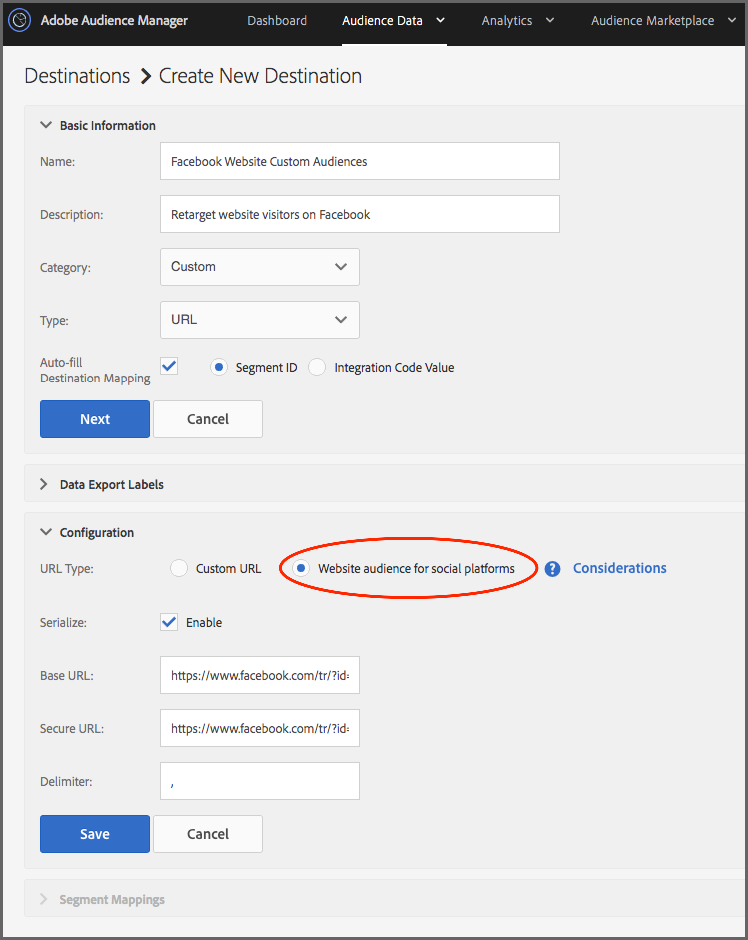 Adobe Audience Manager Dashboard Audience Data Analytics Audience Marketplace
Destinations > Create New Destination
Basic Information
Name: Facebook Website Custom Audiences
Description: Retarget website visitors on Facebook
Category: Custom
Type: URL
Auto-fill
Destination Mapping Segment ID Integration Code Value
Next Cancel
Data Export Labels
Configuration
URL Type: Custom URL Website audience for social platforms ? Considerations
Serialize: Enable
Base URL: https://www.facebook.com/tr/?id=
Secure URL: https://www.facebook.com/tr/?id=
Delimiter: ,
Save Cancel
Segment Mappings